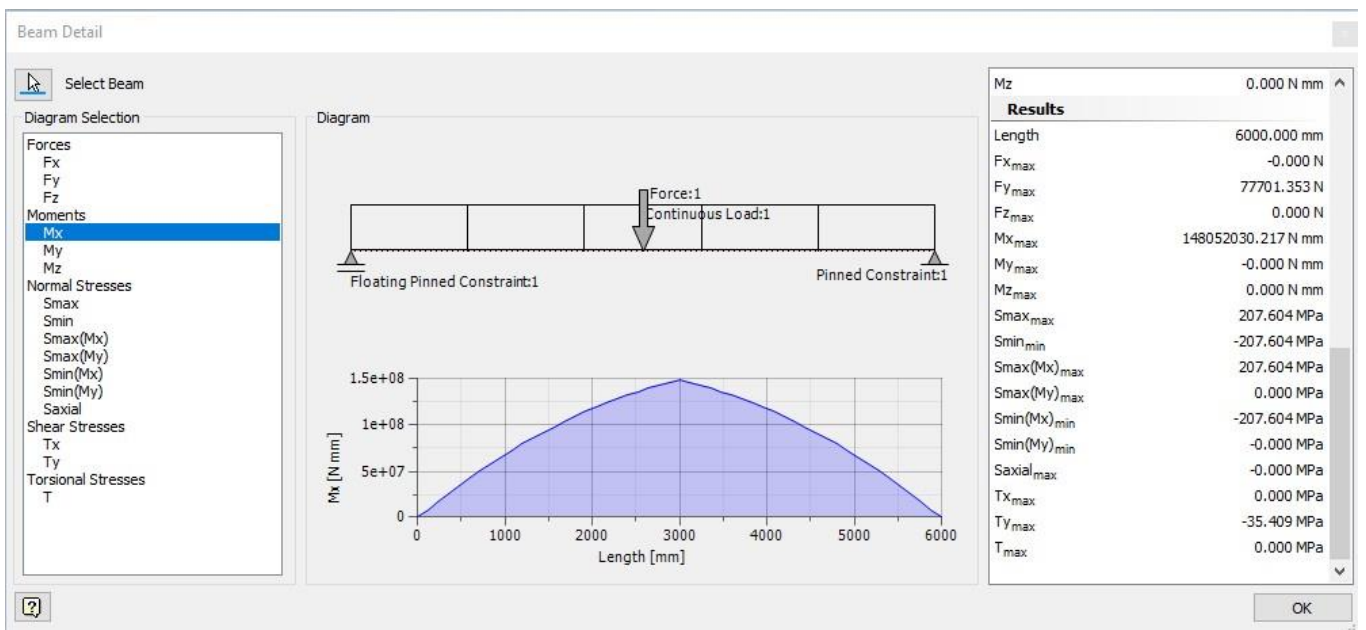 Beam Detail
Select Beam
Diagram Selection
Forces
Fx
Fy
Fz
Moments
Mx
My
Mz
Normal Stresses
Smax
Smin
Smax(Mx)
Smax(My)
Smin(Mx)
Smin(My)
Saxial
Shear Stresses
Tx
Ty
Torsional Stresses
T
Diagram
Force:1
Continuous Load:1
Floating Pinned Constraint:1
Pinned Constraint:1
1.5e+08
1e+08
5e+07
0
Mx [N mm]
0 1000 2000 3000 4000 5000 6000
Length [mm]
Mz 0.000 N mm
Results
Length 6000.000 mm
Fxmax -0.000 N
Fymax 77701.353 N
Fzmax 0.000 N
Mxmax 148052030.217 N mm
Mymax -0.000 N mm
Mzmax 0.000 N mm
Smaxmax 207.604 MPa
Sminmin -207.604 MPa
Smax(Mx)max 207.604 MPa
Smax(My)max 0.000 MPa
Smin(Mx)min -207.604 MPa
Smin(My)min -0.000 MPa
Saxialmax -0.000 MPa
Txmax 0.000 MPa
Tymax -35.409 MPa
Tmax 0.000 MPa
?
OK